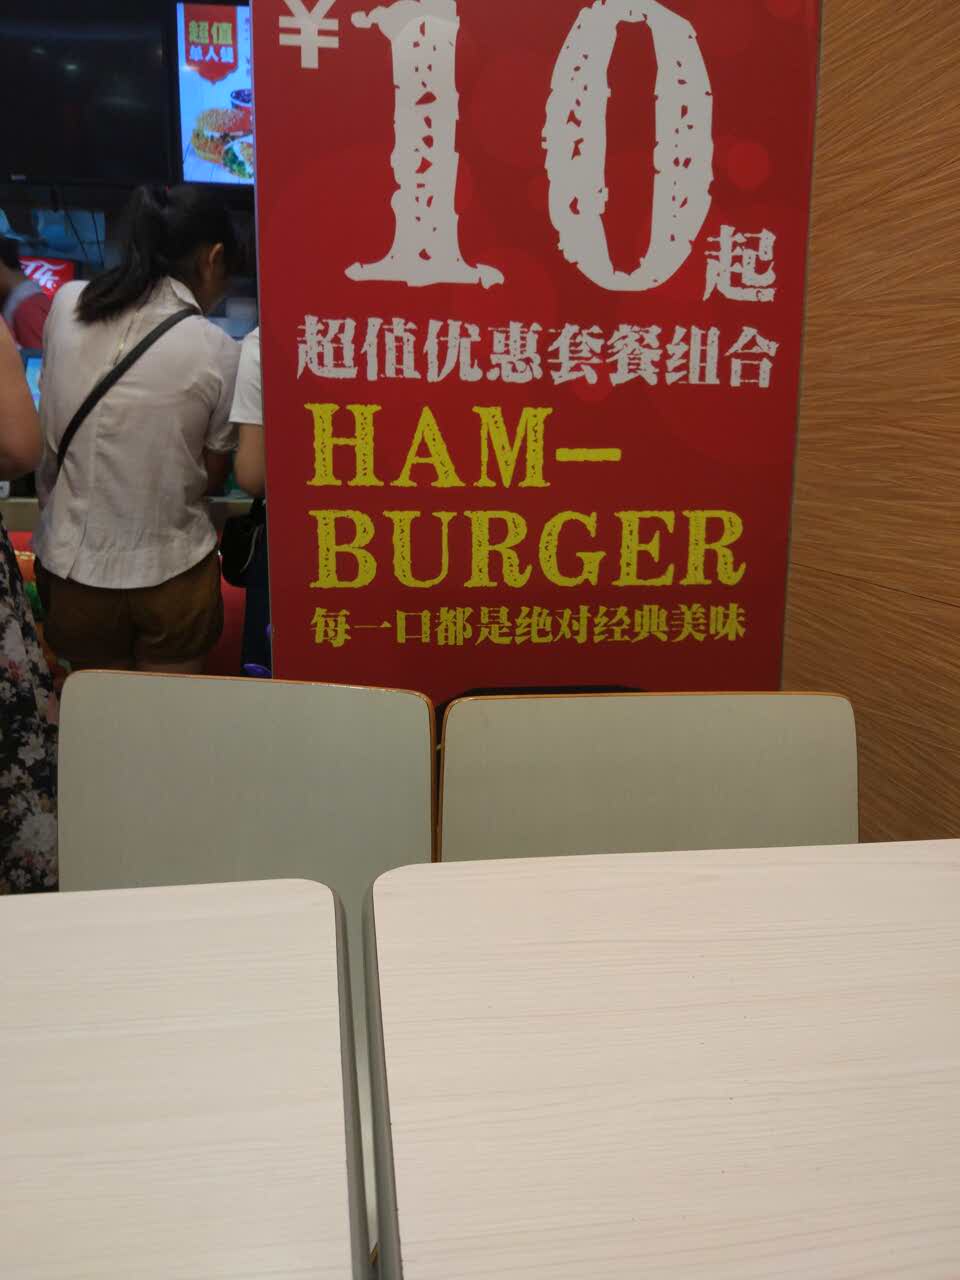 超值
单人餐
¥10起
超值优惠套餐组合
HAM-
BURGER
每一口都是绝对经典美味